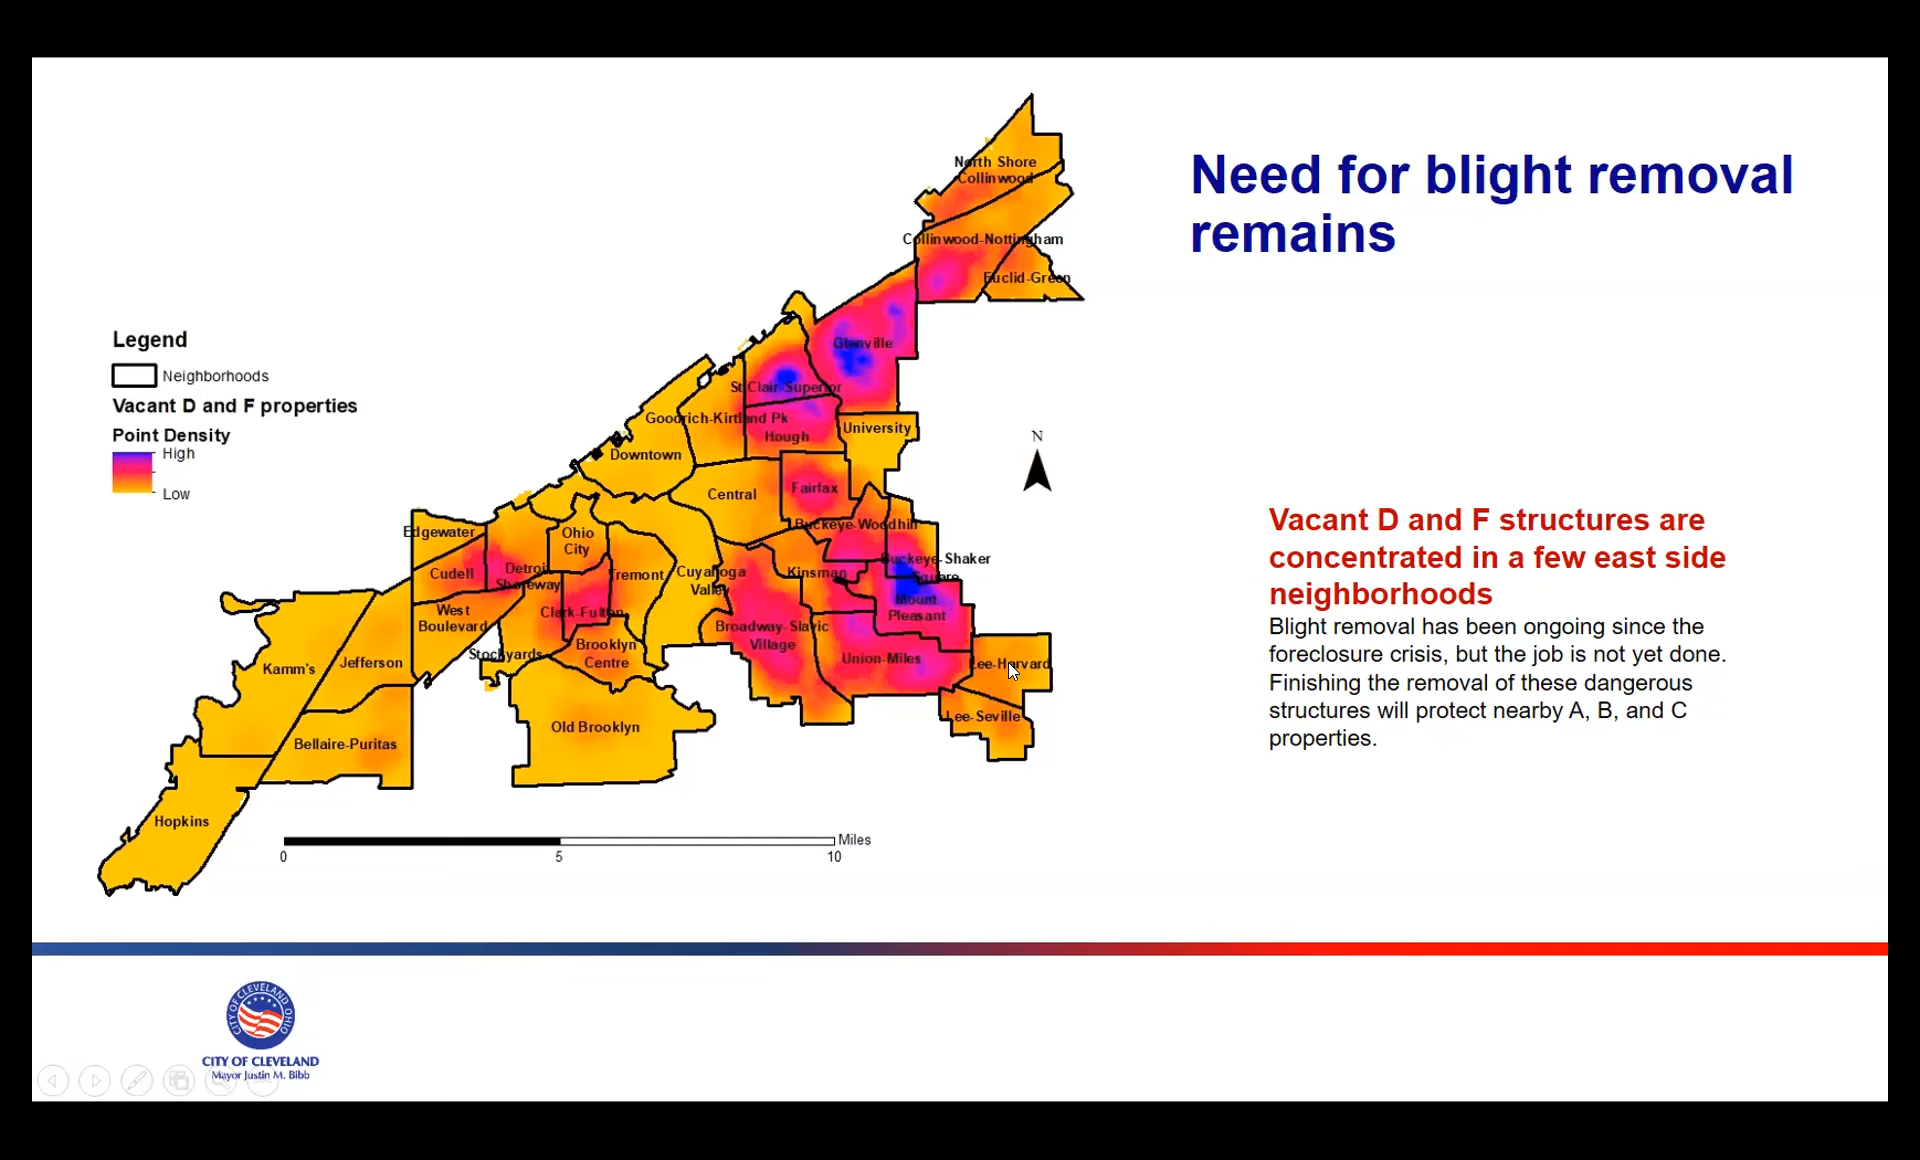 Need for blight removal
remains
North Shore
Collinwood
Collinwood-Nottingham
Euclid-Green
Glenville
St.Clair-Superior
Goodrich-Kirtland Pk
Hough
University
Downtown
Central
Fairfax
Buckeye-Woodhill
Buckeye-Shaker
Square
Edgewater
Ohio
City
Cudell
Detroit
Shoreway
Tremont
Cuyahoga
Valley
Kinsman
Mount
Pleasant
West
Boulevard
Clark-Fulton
Broadway-Slavic
Village
Brooklyn
Centre
Stockyards
Union-Miles
Lee-Harvard
Lee-Seville
Kamm's
Jefferson
Old Brooklyn
Bellaire-Puritas
Hopkins
Legend
Neighborhoods
Vacant D and F properties
Point Density
High
Low
N
0 5 10 Miles
Vacant D and F structures are
concentrated in a few east side
neighborhoods
Blight removal has been ongoing since the
foreclosure crisis, but the job is not yet done.
Finishing the removal of these dangerous
structures will protect nearby A, B, and C
properties.
CITY OF CLEVELAND OHIO
CITY OF CLEVELAND
Mayor Justin M. Bibb